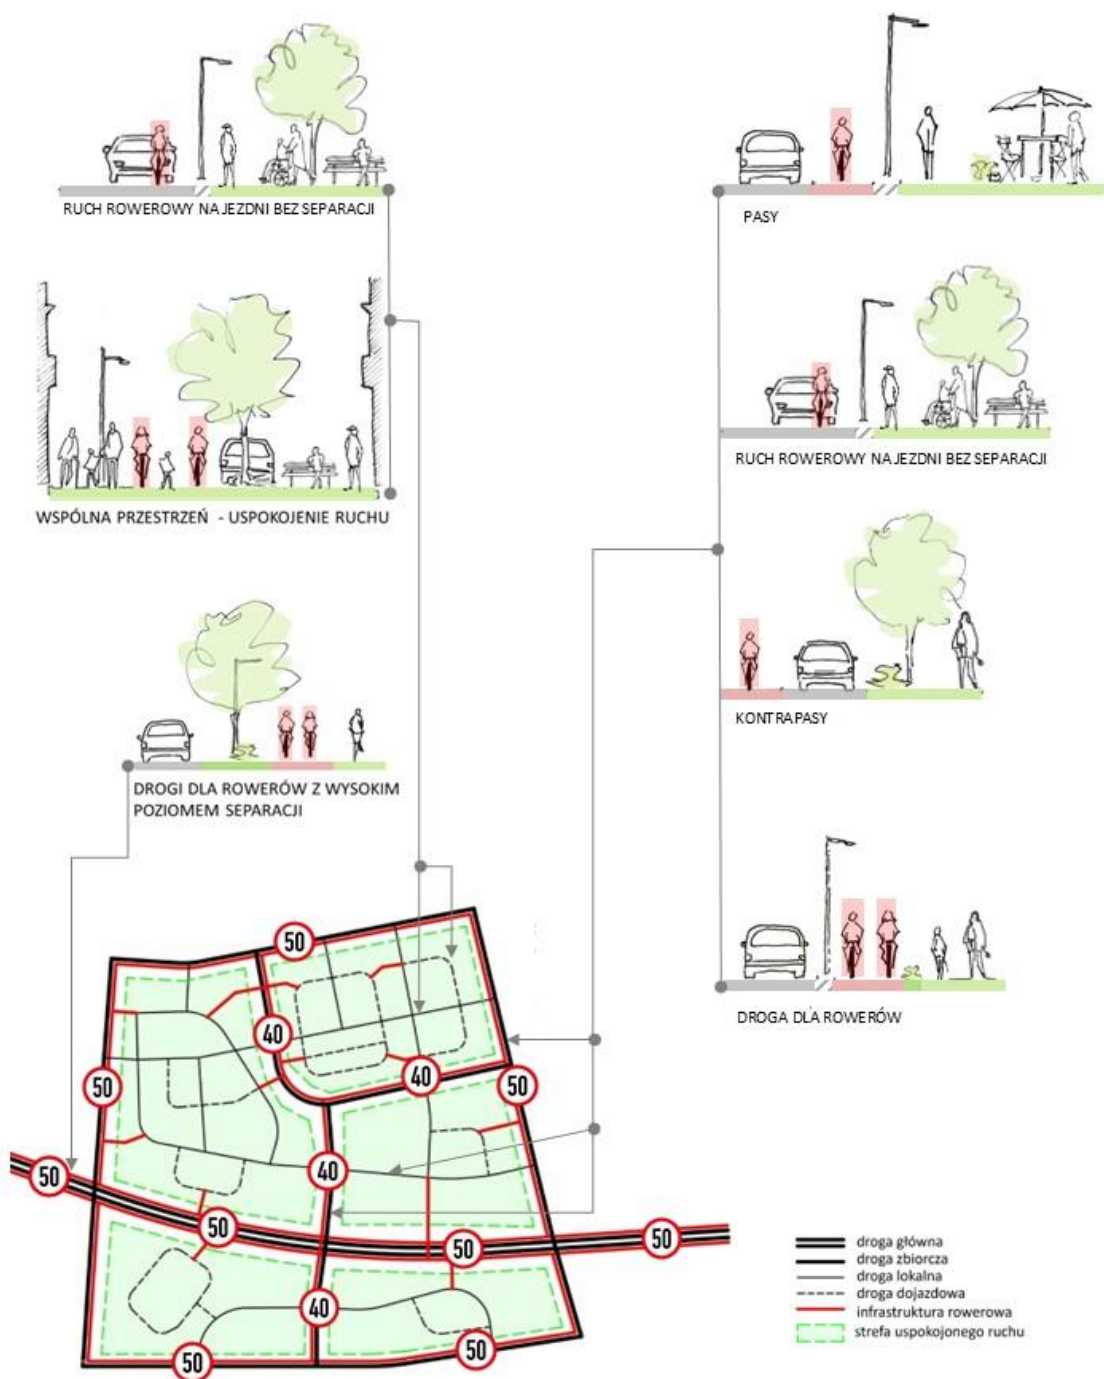 RUCH ROWEROWY NA JEZDNI BEZ SEPARACJI
WSPÓLNA PRZESTRZEŃ - USPOKOJENIE RUCHU
DROGI DLA ROWERÓW Z WYSOKIM
POZIOMEM SEPARACJI
PASY
RUCH ROWEROWY NA JEZDNI BEZ SEPARACJI
KONTRAPASY
DROGA DLA ROWERÓW
50
40
40
50
50
50
40
50
50
50
40
50
50
droga główna
droga zbiorcza
droga lokalna
droga dojazdowa
infrastruktura rowerowa
strefa uspokojonego ruchu